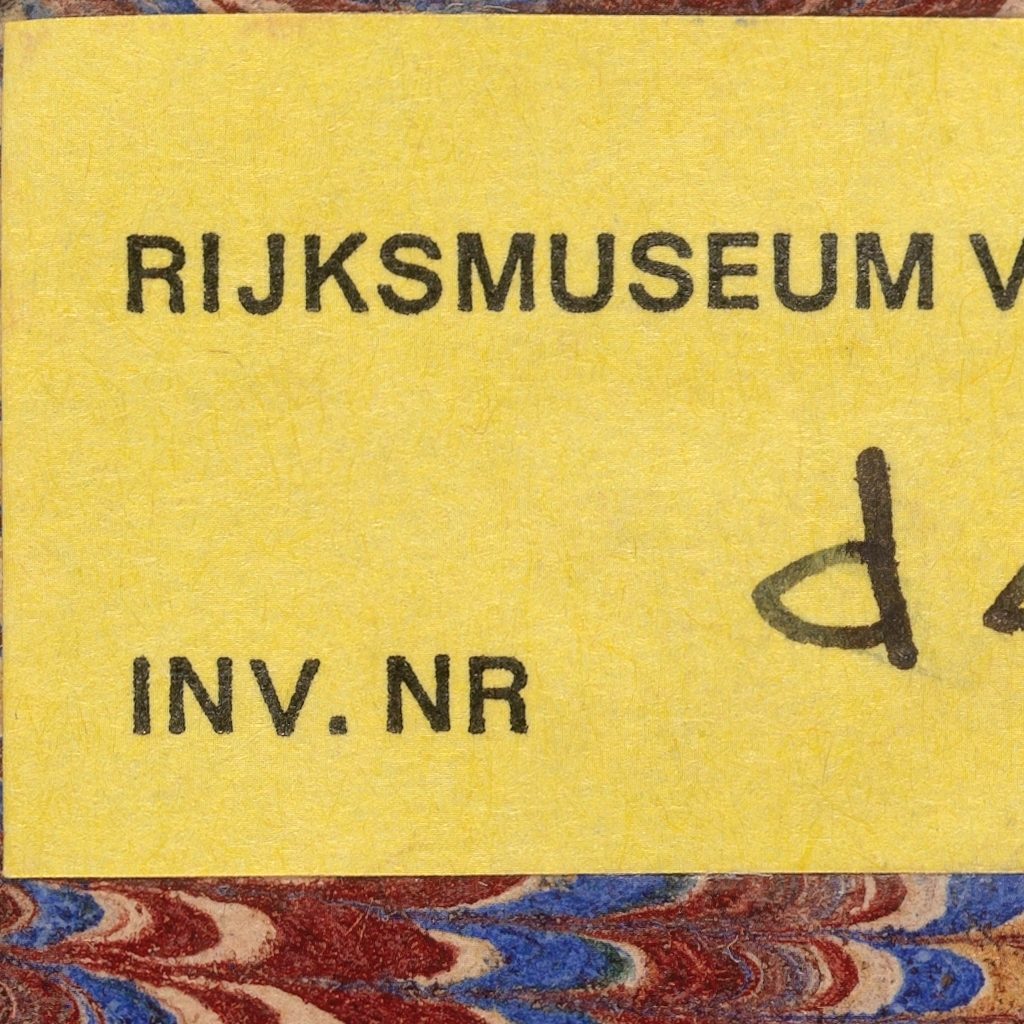 RIJKSMUSEUM V
d
INV. NR